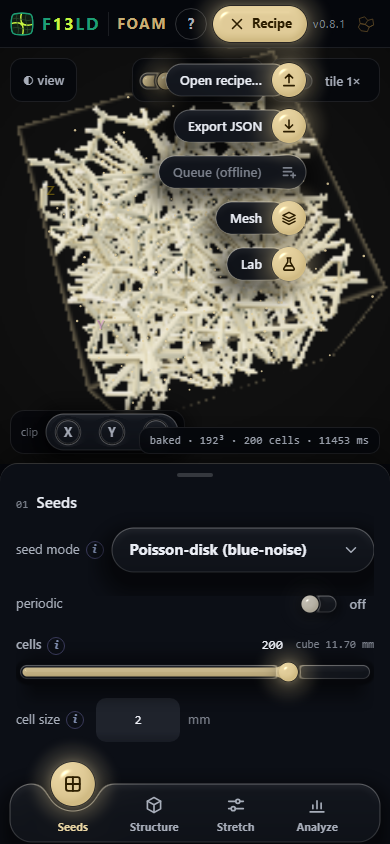 F13LD FOAM ? Recipe v0.8.1
view
tile 1×
Open recipe...
Export JSON
Queue (offline)
Mesh
Lab
Z
Y
clip X Y
baked · 192³ · 200 cells · 11453 ms
01 Seeds
seed mode i Poisson-disk (blue-noise)
periodic off
cells i 200 cube 11.70 mm
cell size i 2 mm
Seeds Structure Stretch Analyze